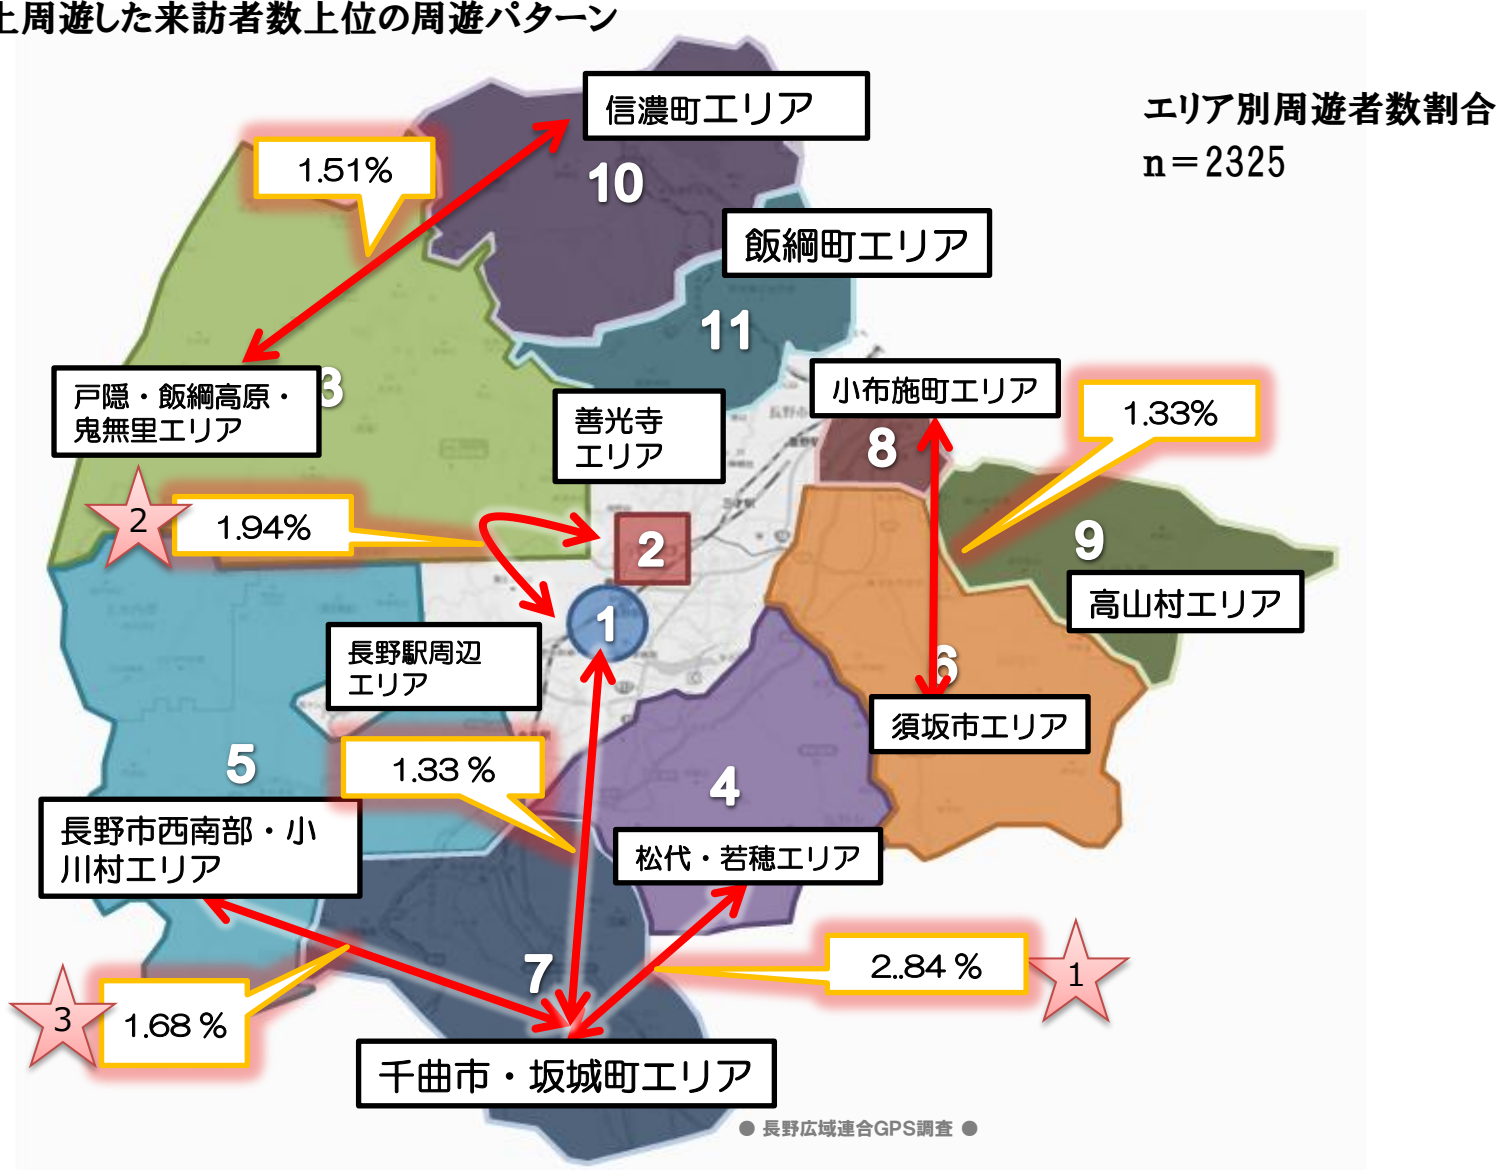 上周遊した来訪者数上位の周遊パターン
エリア別周遊者数割合
n＝2325
信濃町エリア
1.51%
10
飯綱町エリア
11
戸隠・飯綱高原・
鬼無里エリア
3
善光寺
エリア
小布施町エリア
1.33%
8
2
1.94%
2
9
高山村エリア
1
長野駅周辺
エリア
6
須坂市エリア
5
1.33 %
4
長野市西南部・小
川村エリア
松代・若穂エリア
7
2..84 %
1
3
1.68 %
千曲市・坂城町エリア
● 長野広域連合GPS調査 ●